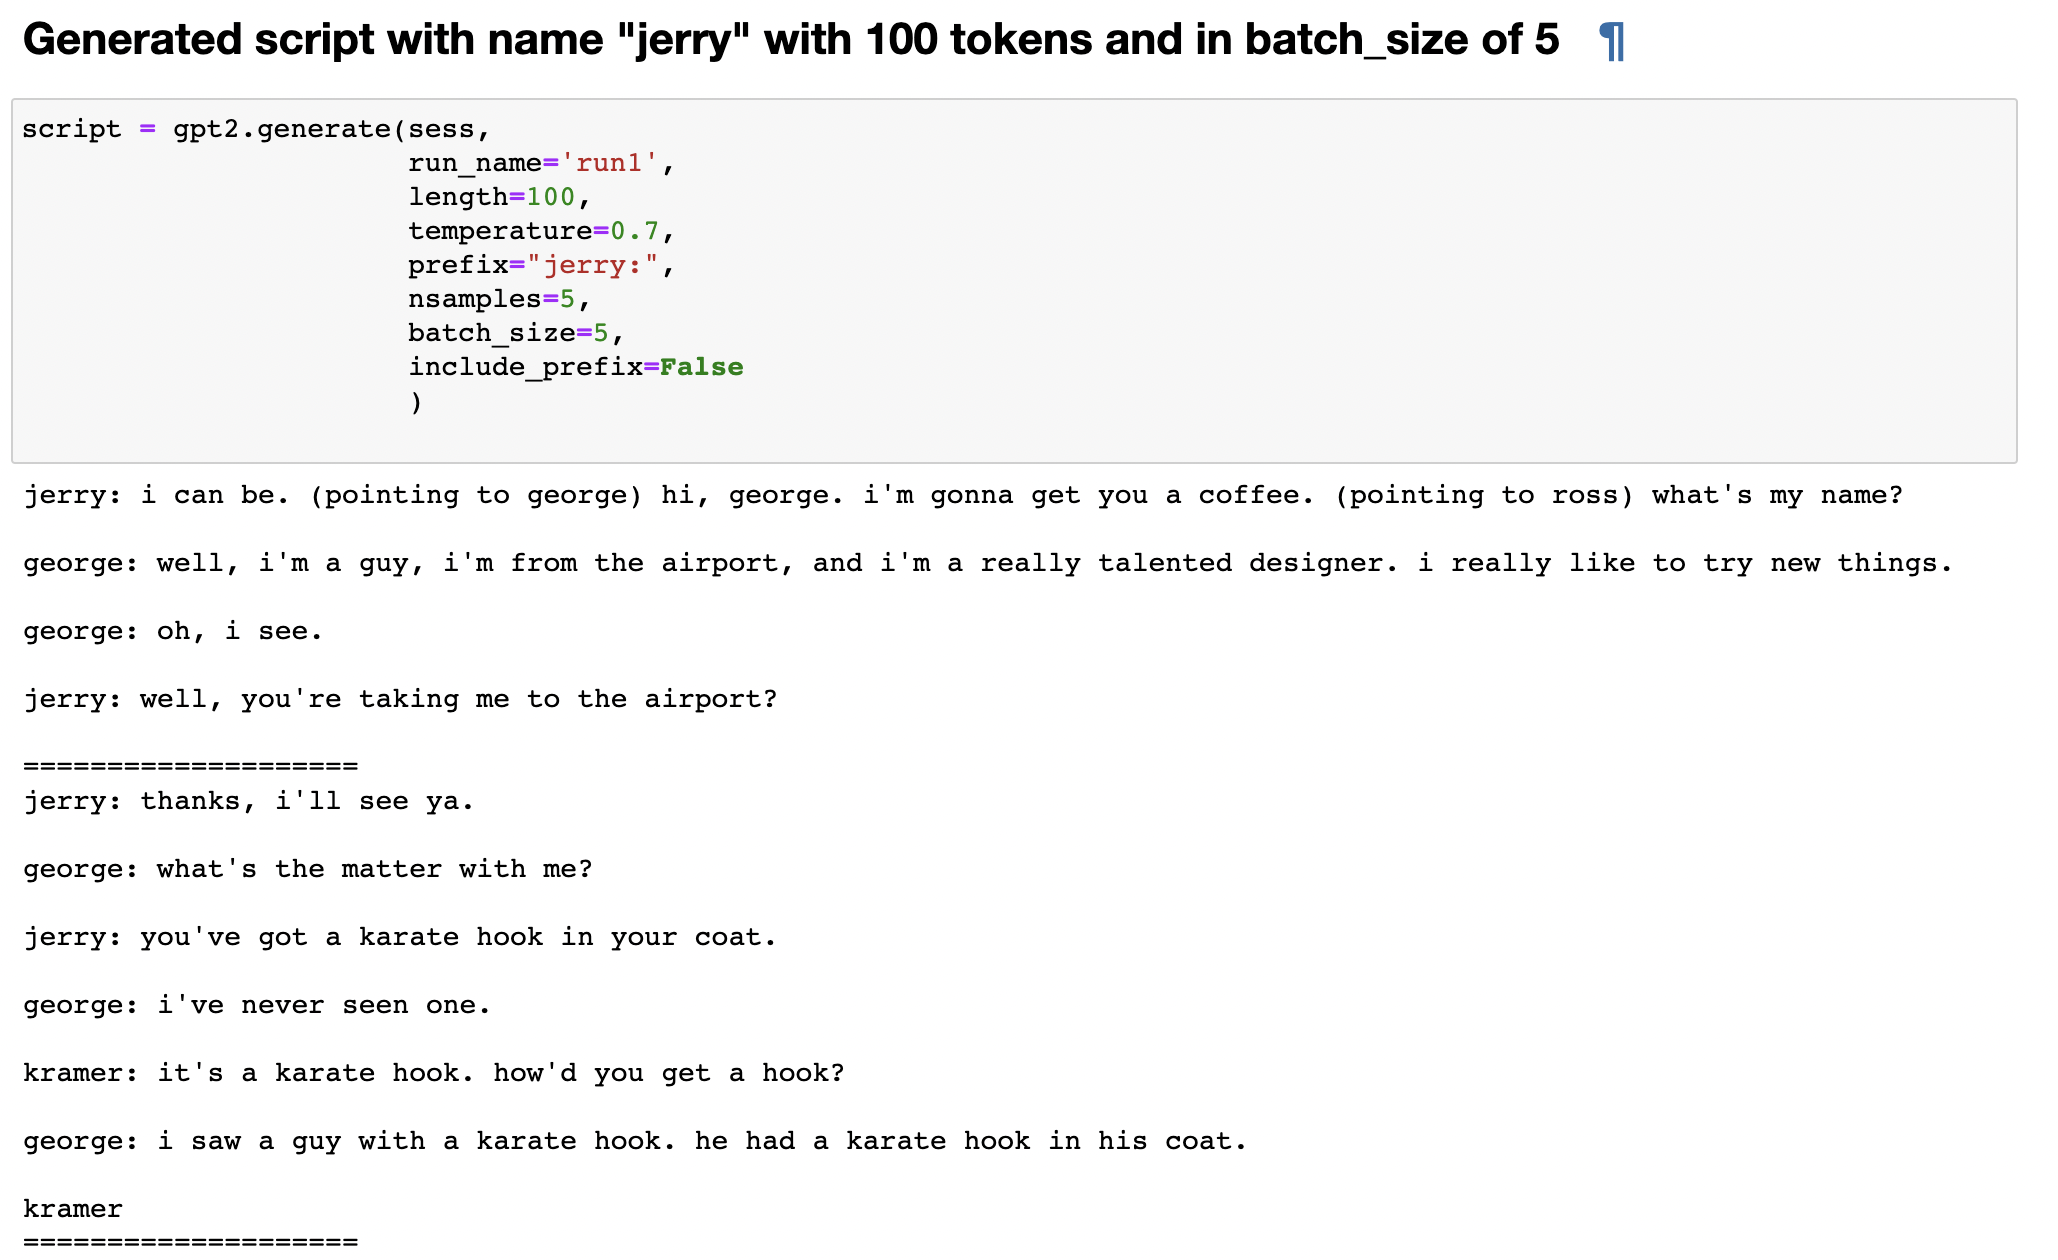 Generated script with name "jerry" with 100 tokens and in batch_size of 5 ¶
script = gpt2.generate(sess,
run_name='run1',
length=100,
temperature=0.7,
prefix="jerry:",
nsamples=5,
batch_size=5,
include_prefix=False
)
jerry: i can be. (pointing to george) hi, george. i'm gonna get you a coffee. (pointing to ross) what's my name?
george: well, i'm a guy, i'm from the airport, and i'm a really talented designer. i really like to try new things.
george: oh, i see.
jerry: well, you're taking me to the airport?
====================
jerry: thanks, i'll see ya.
george: what's the matter with me?
jerry: you've got a karate hook in your coat.
george: i've never seen one.
kramer: it's a karate hook. how'd you get a hook?
george: i saw a guy with a karate hook. he had a karate hook in his coat.
kramer
====================